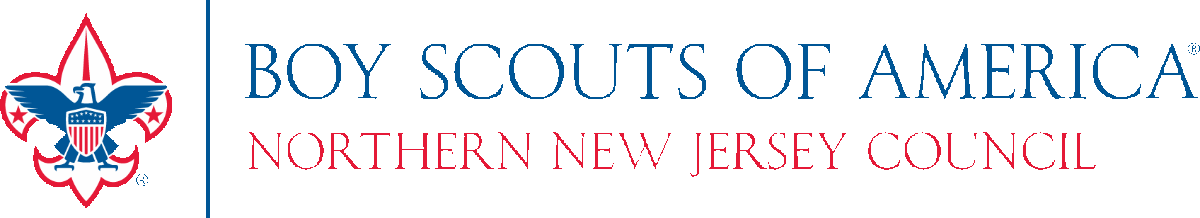 BOY SCOUTS OF AMERICA®
NORTHERN NEW JERSEY COUNCIL
®